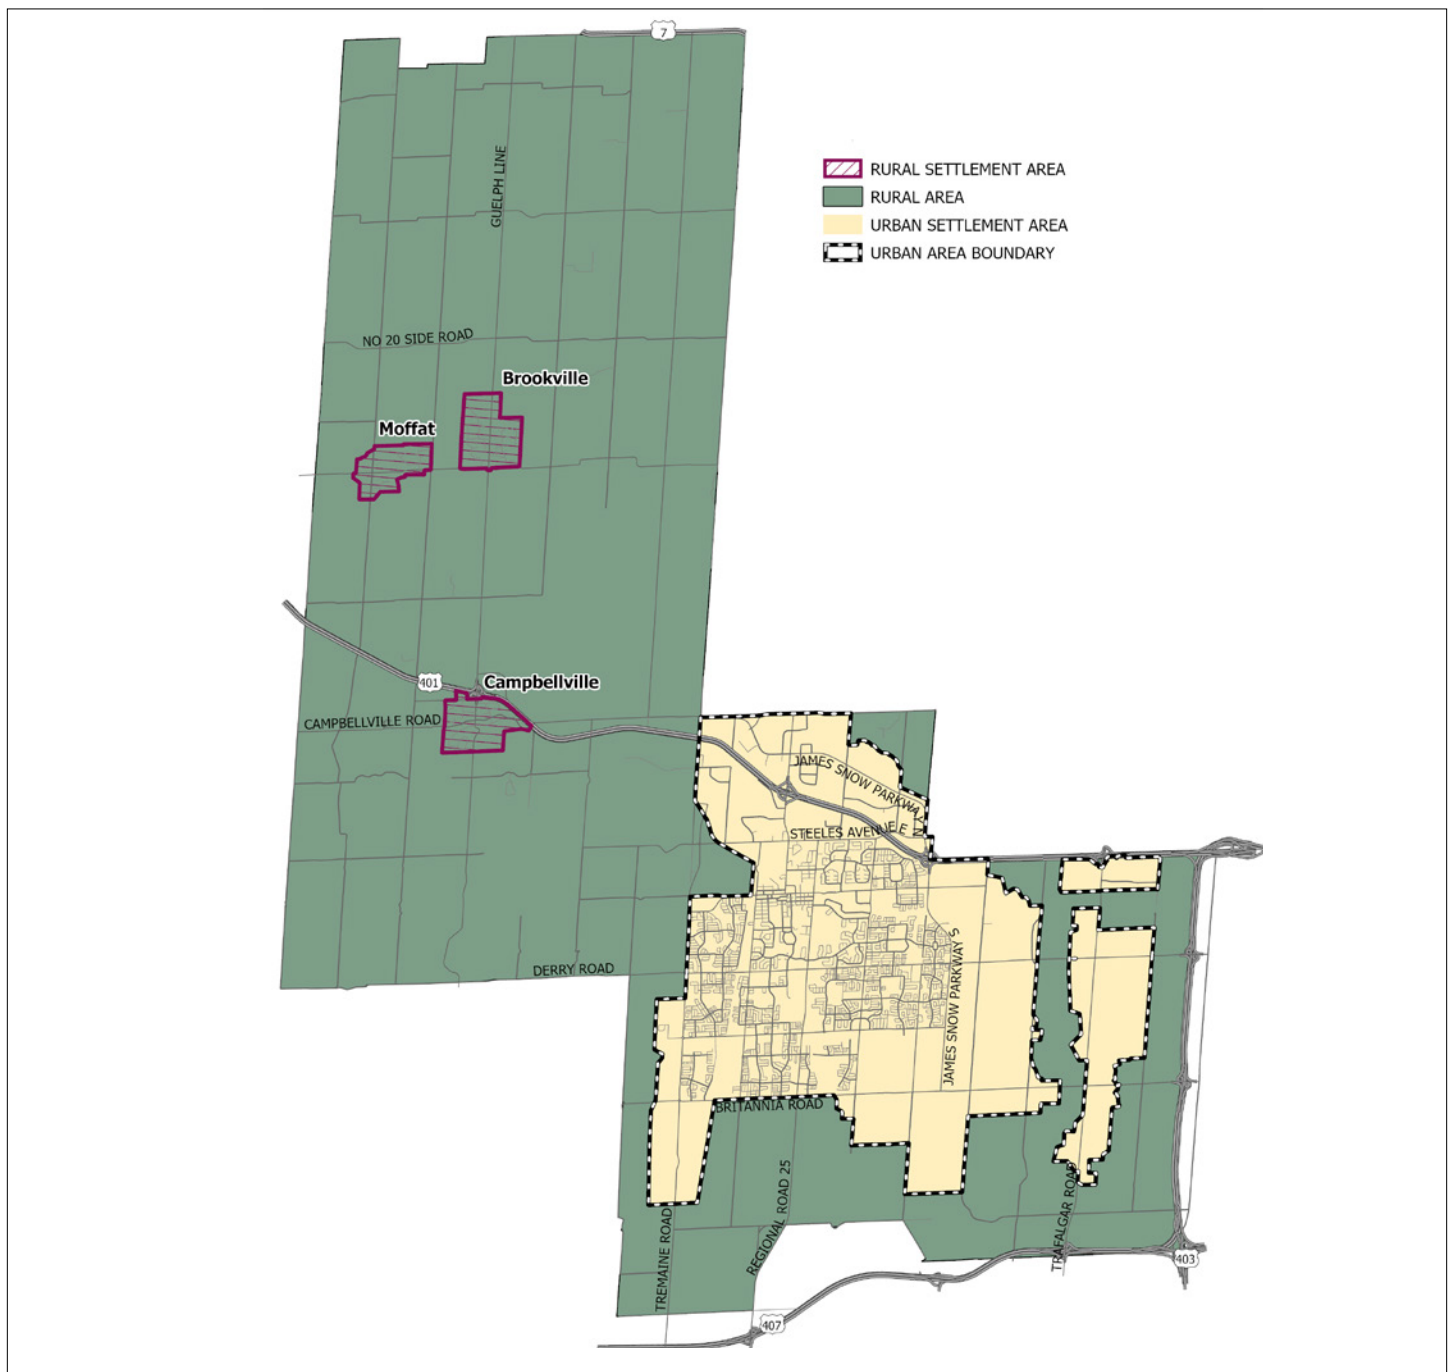 7
GUELPH LINE
RURAL SETTLEMENT AREA
RURAL AREA
URBAN SETTLEMENT AREA
URBAN AREA BOUNDARY
NO 20 SIDE ROAD
Brookville
Moffat
401
Campbellville
CAMPBELLVILLE ROAD
JAMES SNOW PARKWAY N
STEELES AVENUE E
DERRY ROAD
JAMES SNOW PARKWAY S
BRITANNIA ROAD
REGIONAL ROAD 25
TREMAINE ROAD
TRAFALGAR ROAD
403
407